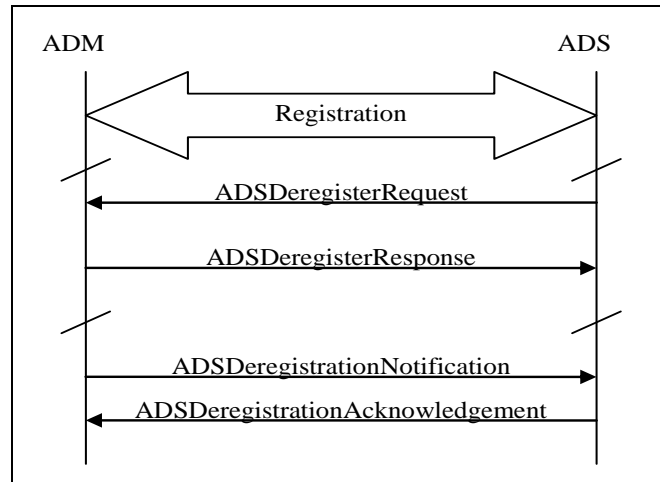 ADM
ADS
Registration
ADSDeregisterRequest
ADSDeregisterResponse
ADSDeregistrationNotification
ADSDeregistrationAcknowledgement